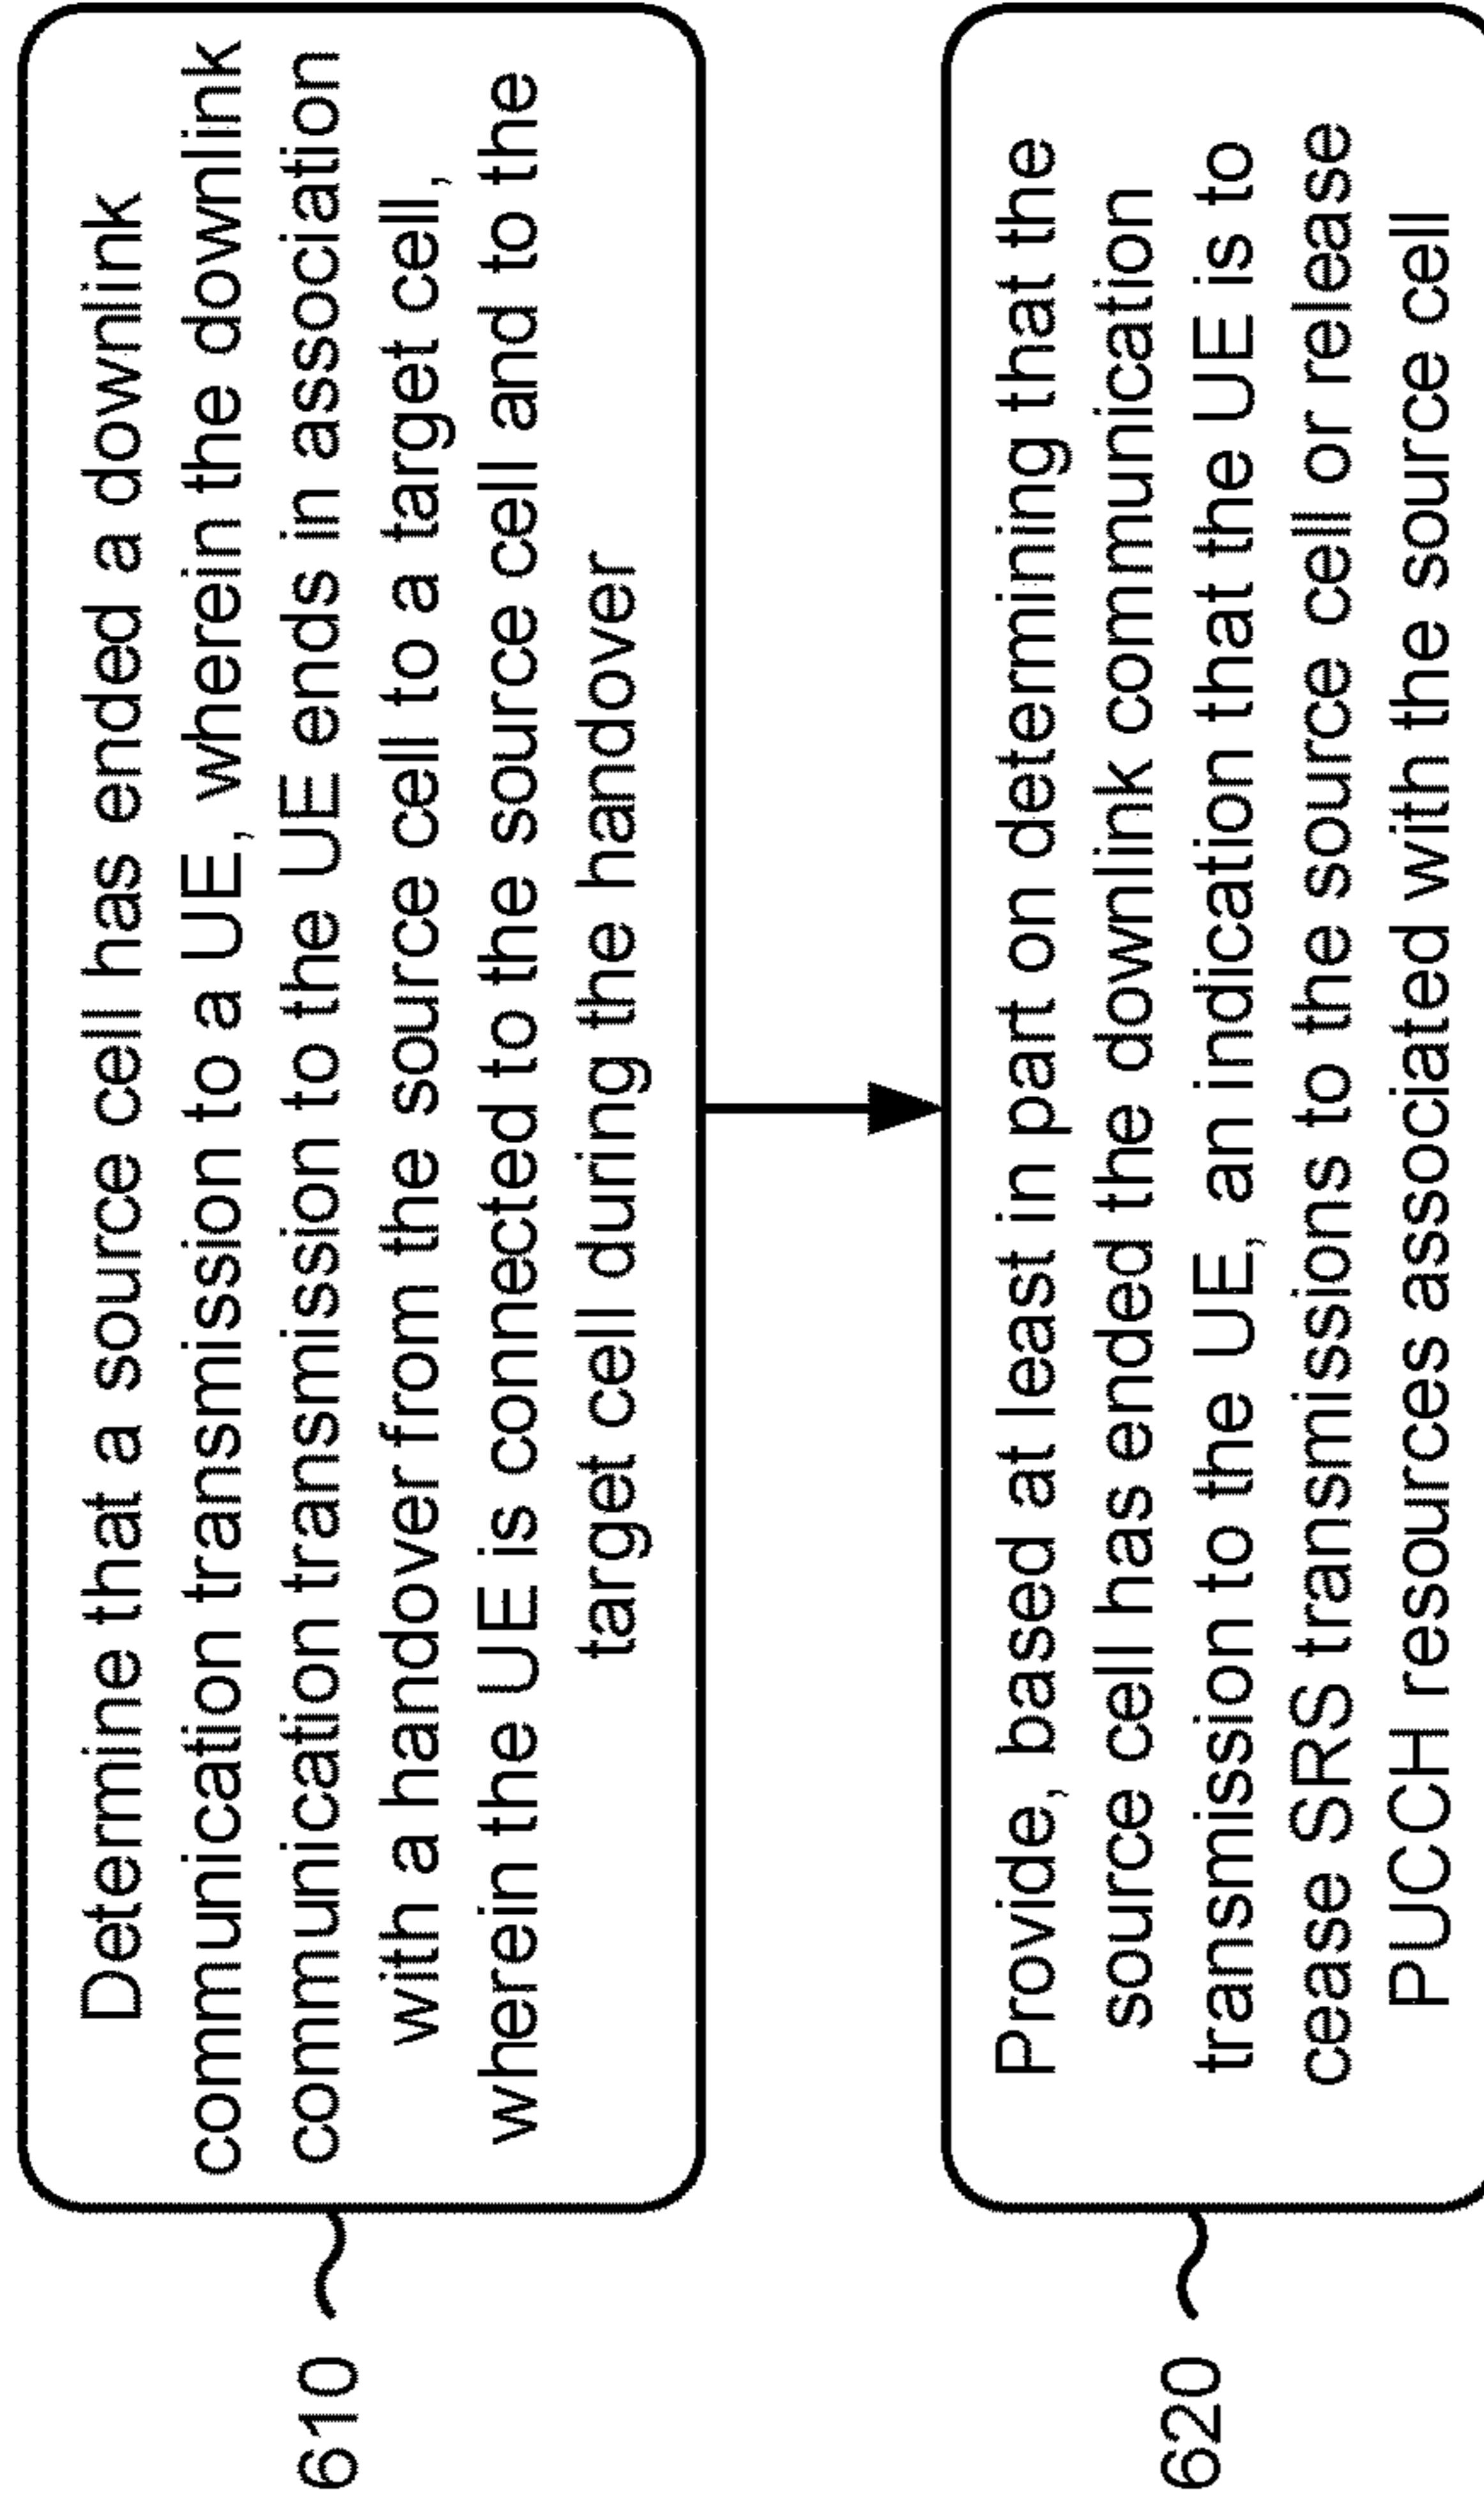 610
Determine that a source cell has ended a downlink
communication transmission to a UE, wherein the downlink
communication transmission to the UE ends in association
with a handover from the source cell to a target cell,
wherein the UE is connected to the source cell and to the
target cell during the handover
620
Provide, based at least in part on determining that the
source cell has ended the downlink communication
transmission to the UE, an indication that the UE is to
cease SRS transmissions to the source cell or release
PUCCH resources associated with the source cell